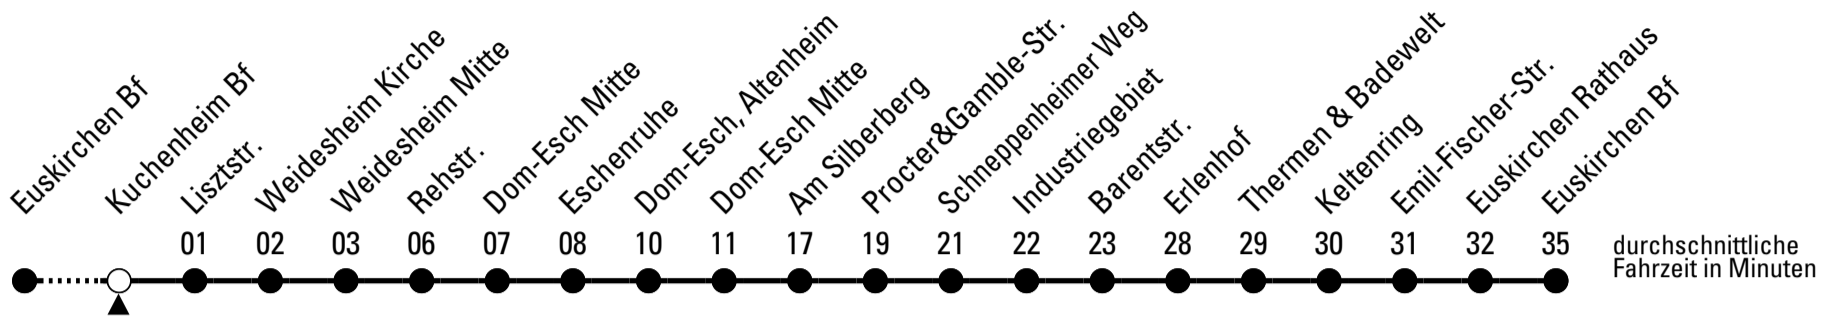 Euskirchen Bf
Kuchenheim Bf
Lisztstr.
Weidesheim Kirche
Weidesheim Mitte
Rehstr.
Dom-Esch Mitte
Eschenruhe
Dom-Esch, Altenheim
Dom-Esch Mitte
Am Silberberg
Procter&Gamble-Str.
Schneppenheimer Weg
Industriegebiet
Barentstr.
Erlenhof
Thermen & Badewelt
Keltenring
Emil-Fischer-Str.
Euskirchen Rathaus
Euskirchen Bf
01 02 03 06 07 08 10 11 17 19 21 22 23 28 29 30 31 32 35
durchschnittliche
Fahrzeit in Minuten